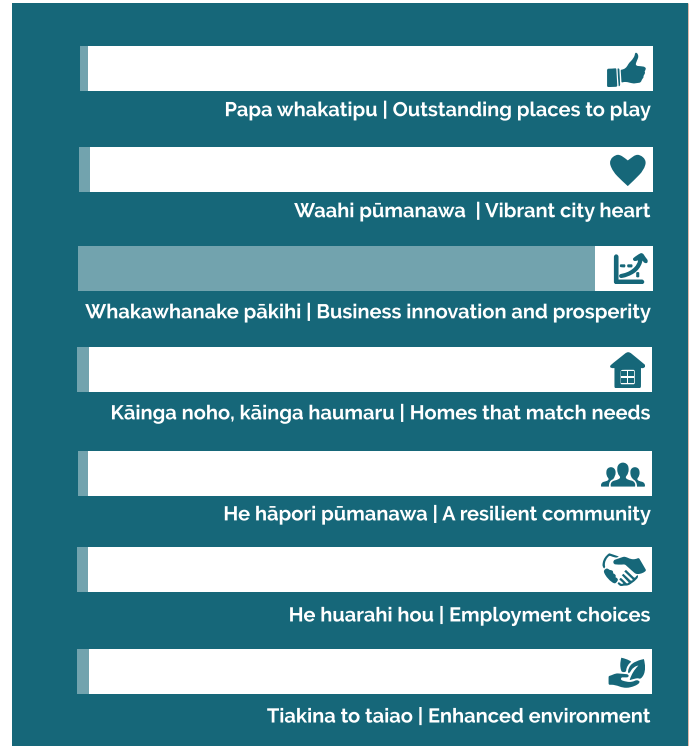 Papa whakatipu | Outstanding places to play
Waahi pūmanawa | Vibrant city heart
Whakawhanake pākihi | Business innovation and prosperity
Kāinga noho, kāinga haumaru | Homes that match needs
He hāpori pūmanawa | A resilient community
He huarahi hou | Employment choices
Tiakina to taiao | Enhanced environment